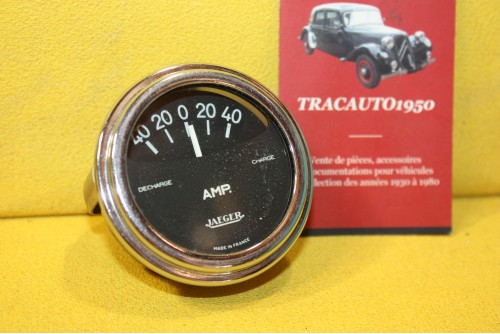 40 20 0 20 40
DECHARGE CHARGE
AMP.
JAEGER
MADE IN FRANCE
TRACAUTO1950
Vente de pièces, accessoires
documentations pour véhicules
collection des années 1930 à 1980